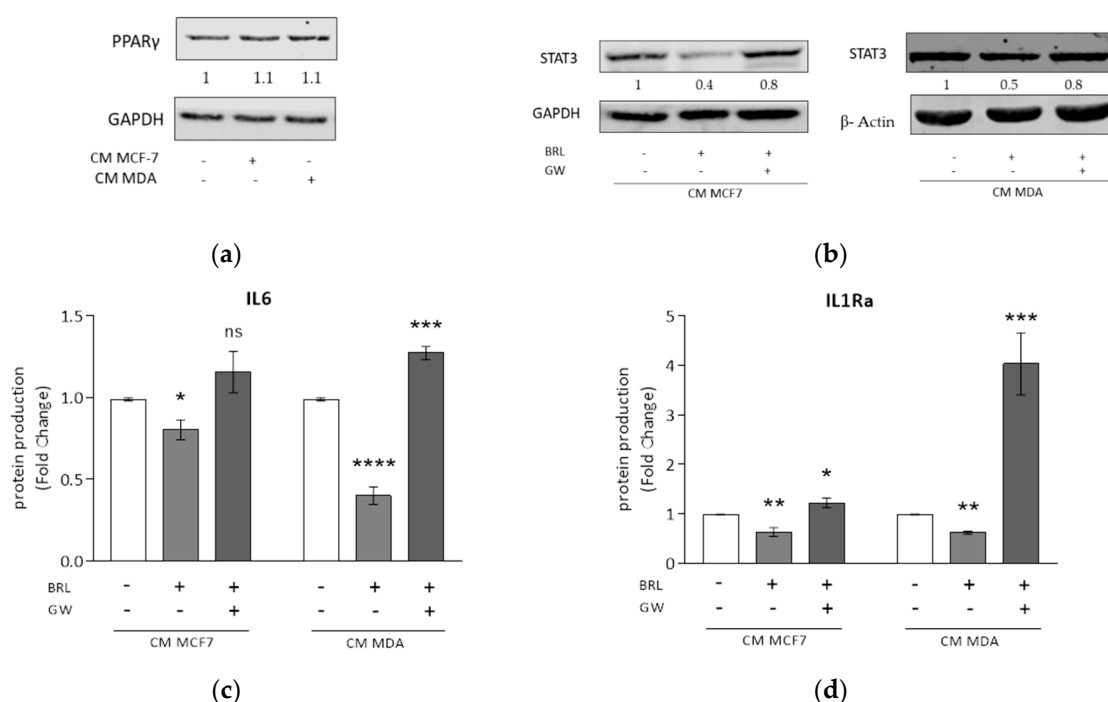 PPARγ
1 1.1 1.1
GAPDH
CM MCF-7 - + -
CM MDA - - +
(a)
STAT3
1 0.4 0.8
GAPDH
BRL - + +
GW - - +
CM MCF7
STAT3
1 0.5 0.8
β- Actin
- + +
- - +
CM MDA
(b)
IL6
protein production
(Fold Change)
1.5
1.0
0.5
0.0
* ns **** ***
BRL - + + - + +
GW - - + - - +
CM MCF7 CM MDA
(c)
IL1Ra
protein production
(Fold Change)
5
4
3
2
1
0
** * ** ***
BRL - + + - + +
GW - - + - - +
CM MCF7 CM MDA
(d)